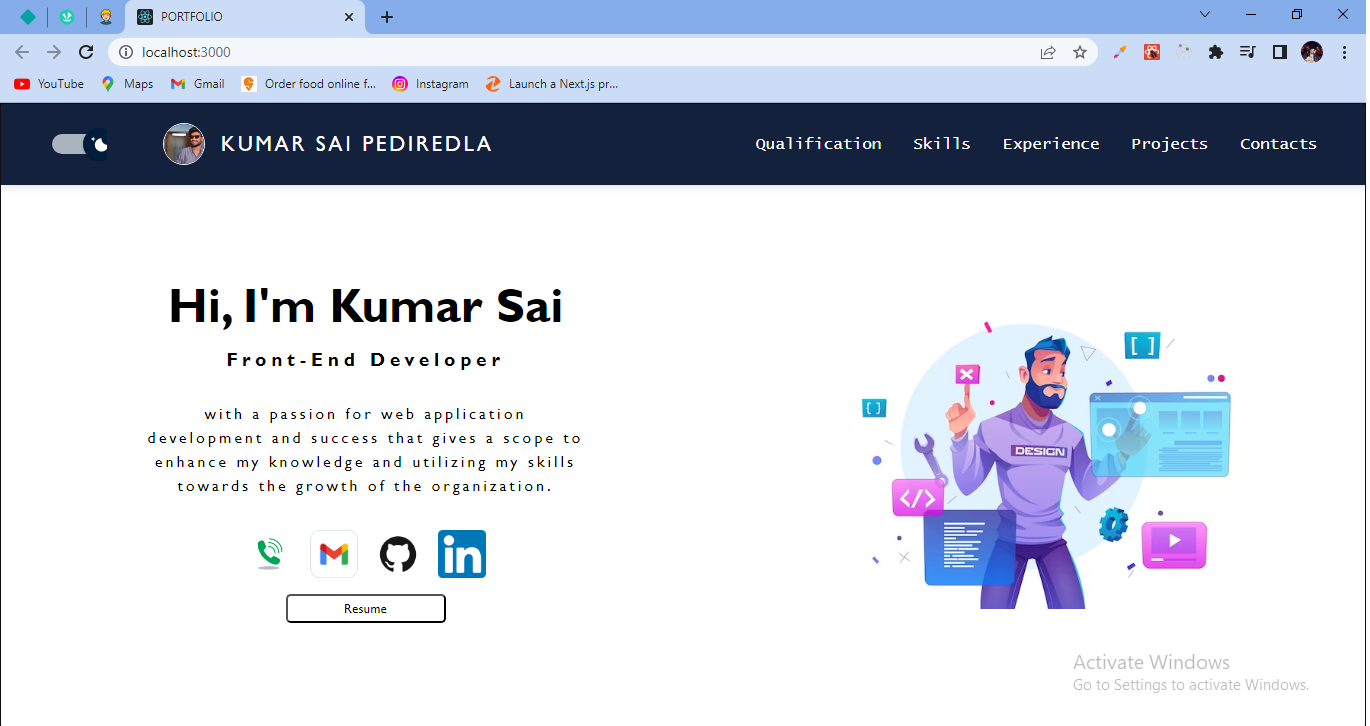 PORTFOLIO
localhost:3000
YouTube
Maps
Gmail
Order food online f...
Instagram
Launch a Next.js pr...
KUMAR SAI PEDIREDLA
Qualification
Skills
Experience
Projects
Contacts
Hi, I'm Kumar Sai
Front-End Developer
with a passion for web application
development and success that gives a scope to
enhance my knowledge and utilizing my skills
towards the growth of the organization.
in
Resume
[ ]
[ ]
DESIGN
</>
Activate Windows
Go to Settings to activate Windows.